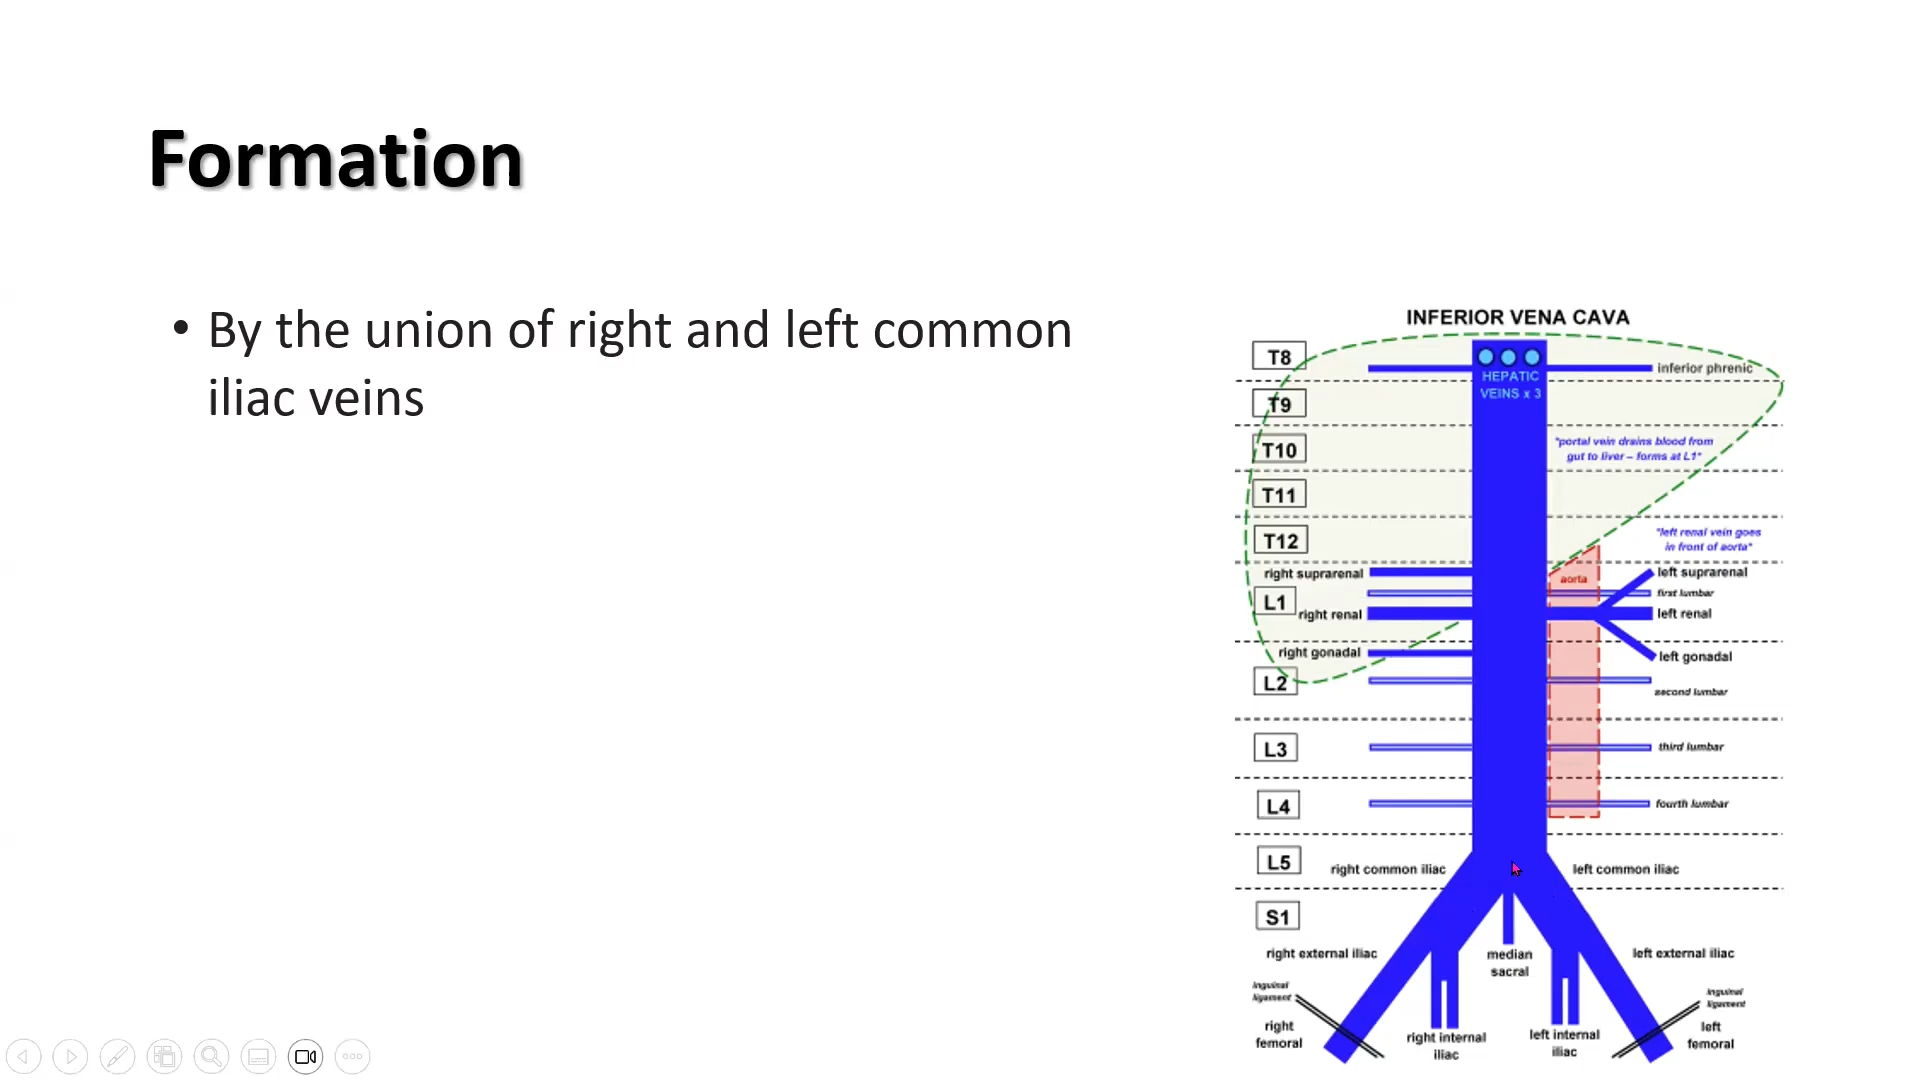 Formation
• By the union of right and left common
iliac veins
INFERIOR VENA CAVA
T8
HEPATIC
VEINS x 3
inferior phrenic
T9
T10
*portal vein drains blood from
gut to liver – forms at L1*
T11
T12
*left renal vein goes
in front of aorta*
right suprarenal
aorta
left suprarenal
first lumbar
L1
right renal
left renal
right gonadal
left gonadal
L2
second lumbar
L3
third lumbar
L4
fourth lumbar
L5
right common iliac
left common iliac
S1
right external iliac
median
sacral
left external iliac
inguinal
ligament
inguinal
ligament
right
femoral
right internal
iliac
left internal
iliac
left
femoral